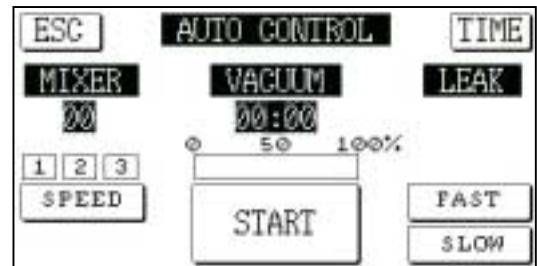 ESC AUTO CONTROL TIME
MIXER VACUUM LEAK
00 00:00
0 50 100%
1 2 3
SPEED START FAST
SLOW